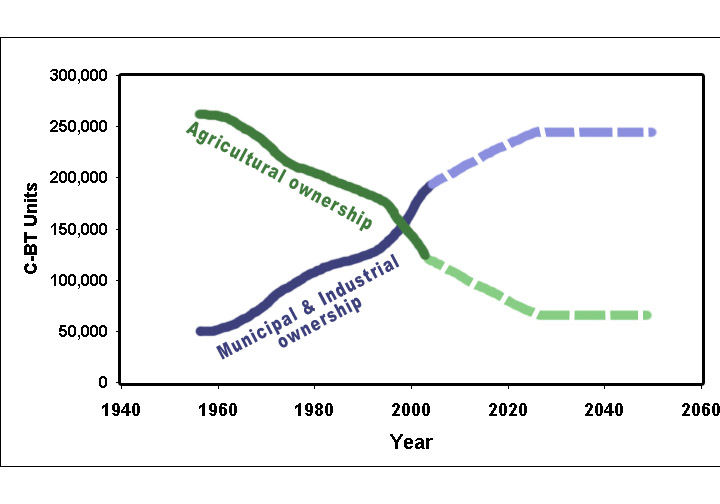 300,000
250,000
200,000
150,000
100,000
50,000
0
C-BT Units
Agricultural ownership
Municipal & Industrial
ownership
1940 1960 1980 2000 2020 2040 2060
Year